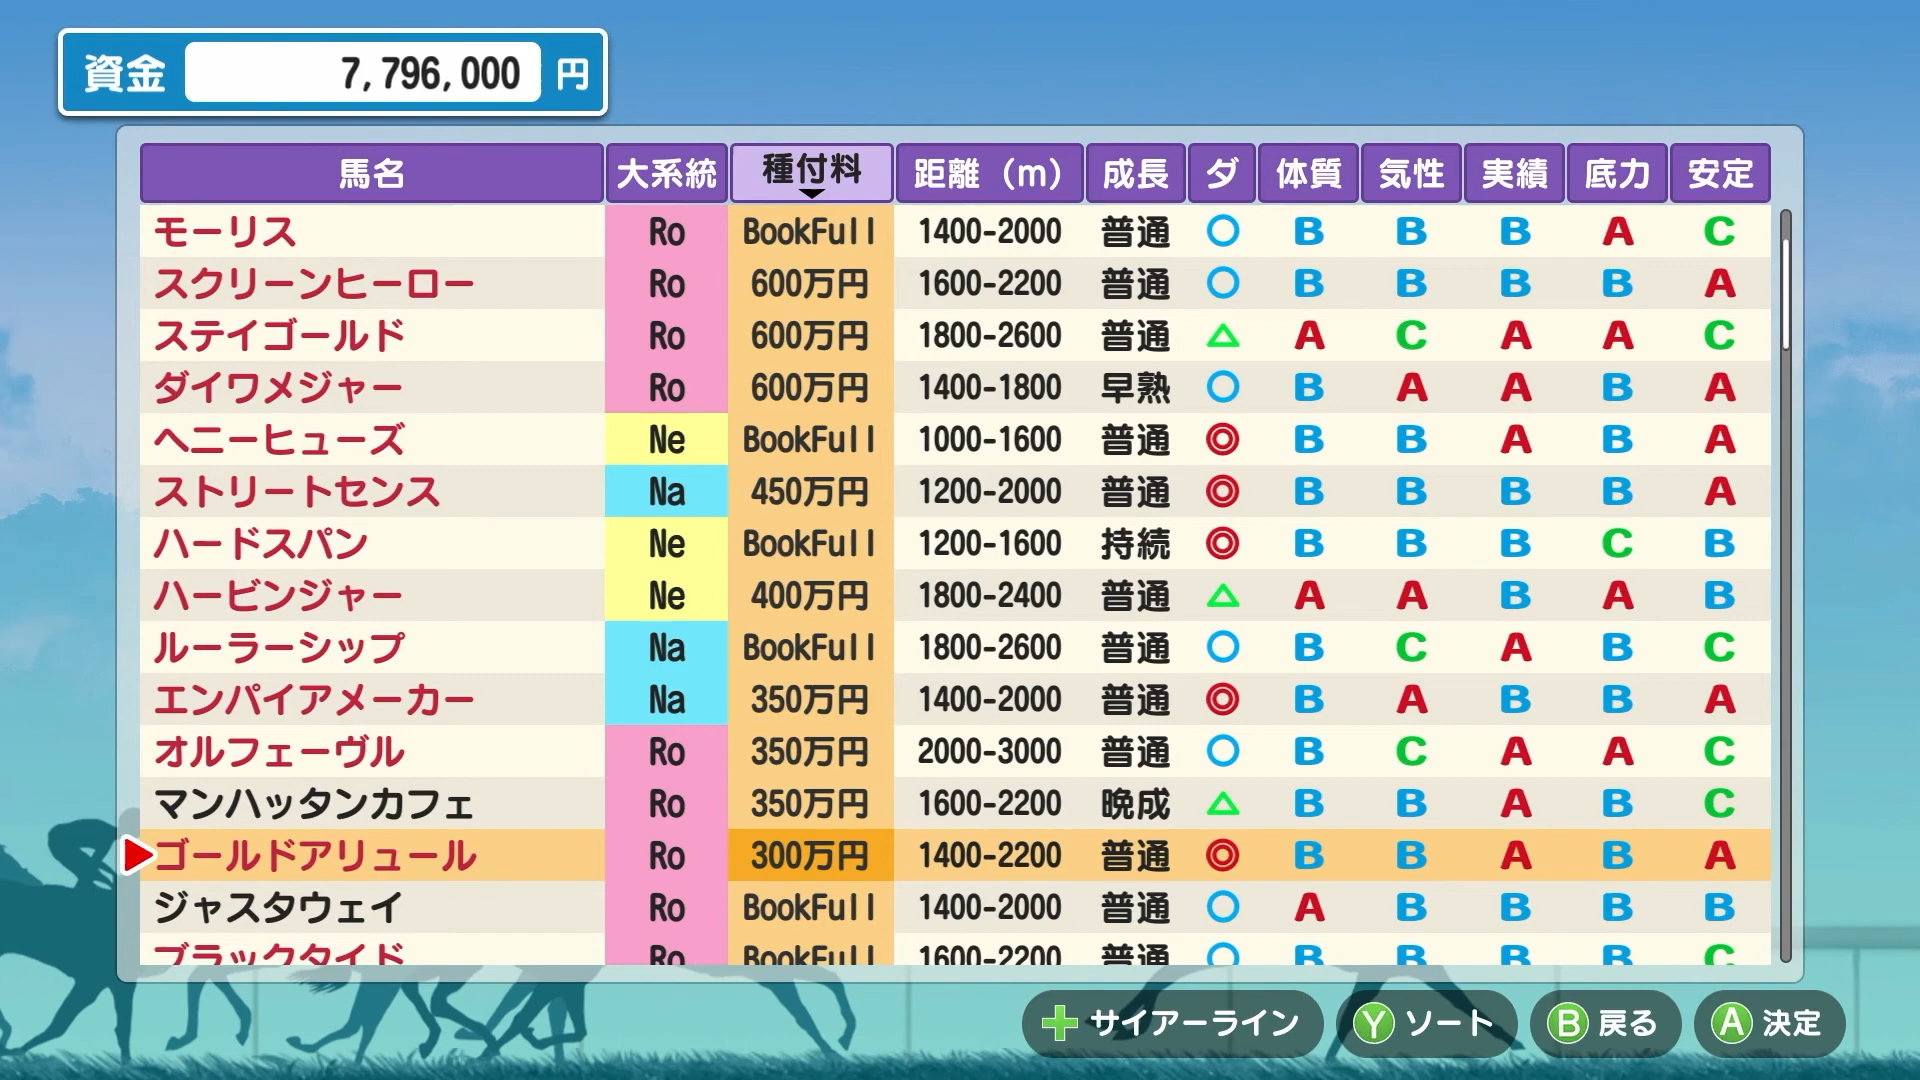 資金 7,796,000 円
馬名 大系統 種付料 距離（m） 成長 ダ 体質 気性 実績 底力 安定
モーリス Ro BookFull 1400-2000 普通 ○ B B B A C
スクリーンヒーロー Ro 600万円 1600-2200 普通 ○ B B B B A
ステイゴールド Ro 600万円 1800-2600 普通 △ A C A A C
ダイワメジャー Ro 600万円 1400-1800 早熟 ○ B A A B A
ヘニーヒューズ Ne BookFull 1000-1600 普通 ◎ B B A B A
ストリートセンス Na 450万円 1200-2000 普通 ◎ B B B B A
ハードスパン Ne BookFull 1200-1600 持続 ◎ B B B C B
ハービンジャー Ne 400万円 1800-2400 普通 △ A A B A B
ルーラーシップ Na BookFull 1800-2600 普通 ○ B C A B C
エンパイアメーカー Na 350万円 1400-2000 普通 ◎ B A B B A
オルフェーヴル Ro 350万円 2000-3000 普通 ○ B C A A C
マンハッタンカフェ Ro 350万円 1600-2200 晩成 △ B B A B C
ゴールドアリュール Ro 300万円 1400-2200 普通 ◎ B B A B A
ジャスタウェイ Ro BookFull 1400-2000 普通 ○ A B B B B
ブラックタイド Ro BookFull 1600-2200 普通 ○ B B B B C
サイアーライン Y ソート B 戻る A 決定